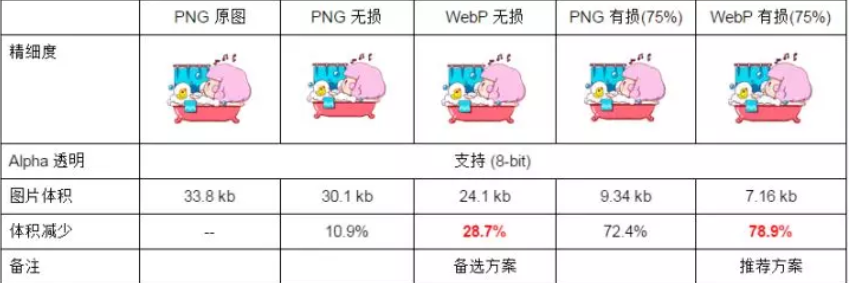 PNG 原图 PNG 无损 WebP 无损 PNG 有损(75%) WebP 有损(75%)
精细度
Alpha 透明 支持 (8-bit)
图片体积 33.8 kb 30.1 kb 24.1 kb 9.34 kb 7.16 kb
体积减少 -- 10.9% 28.7% 72.4% 78.9%
备注 备选方案 推荐方案